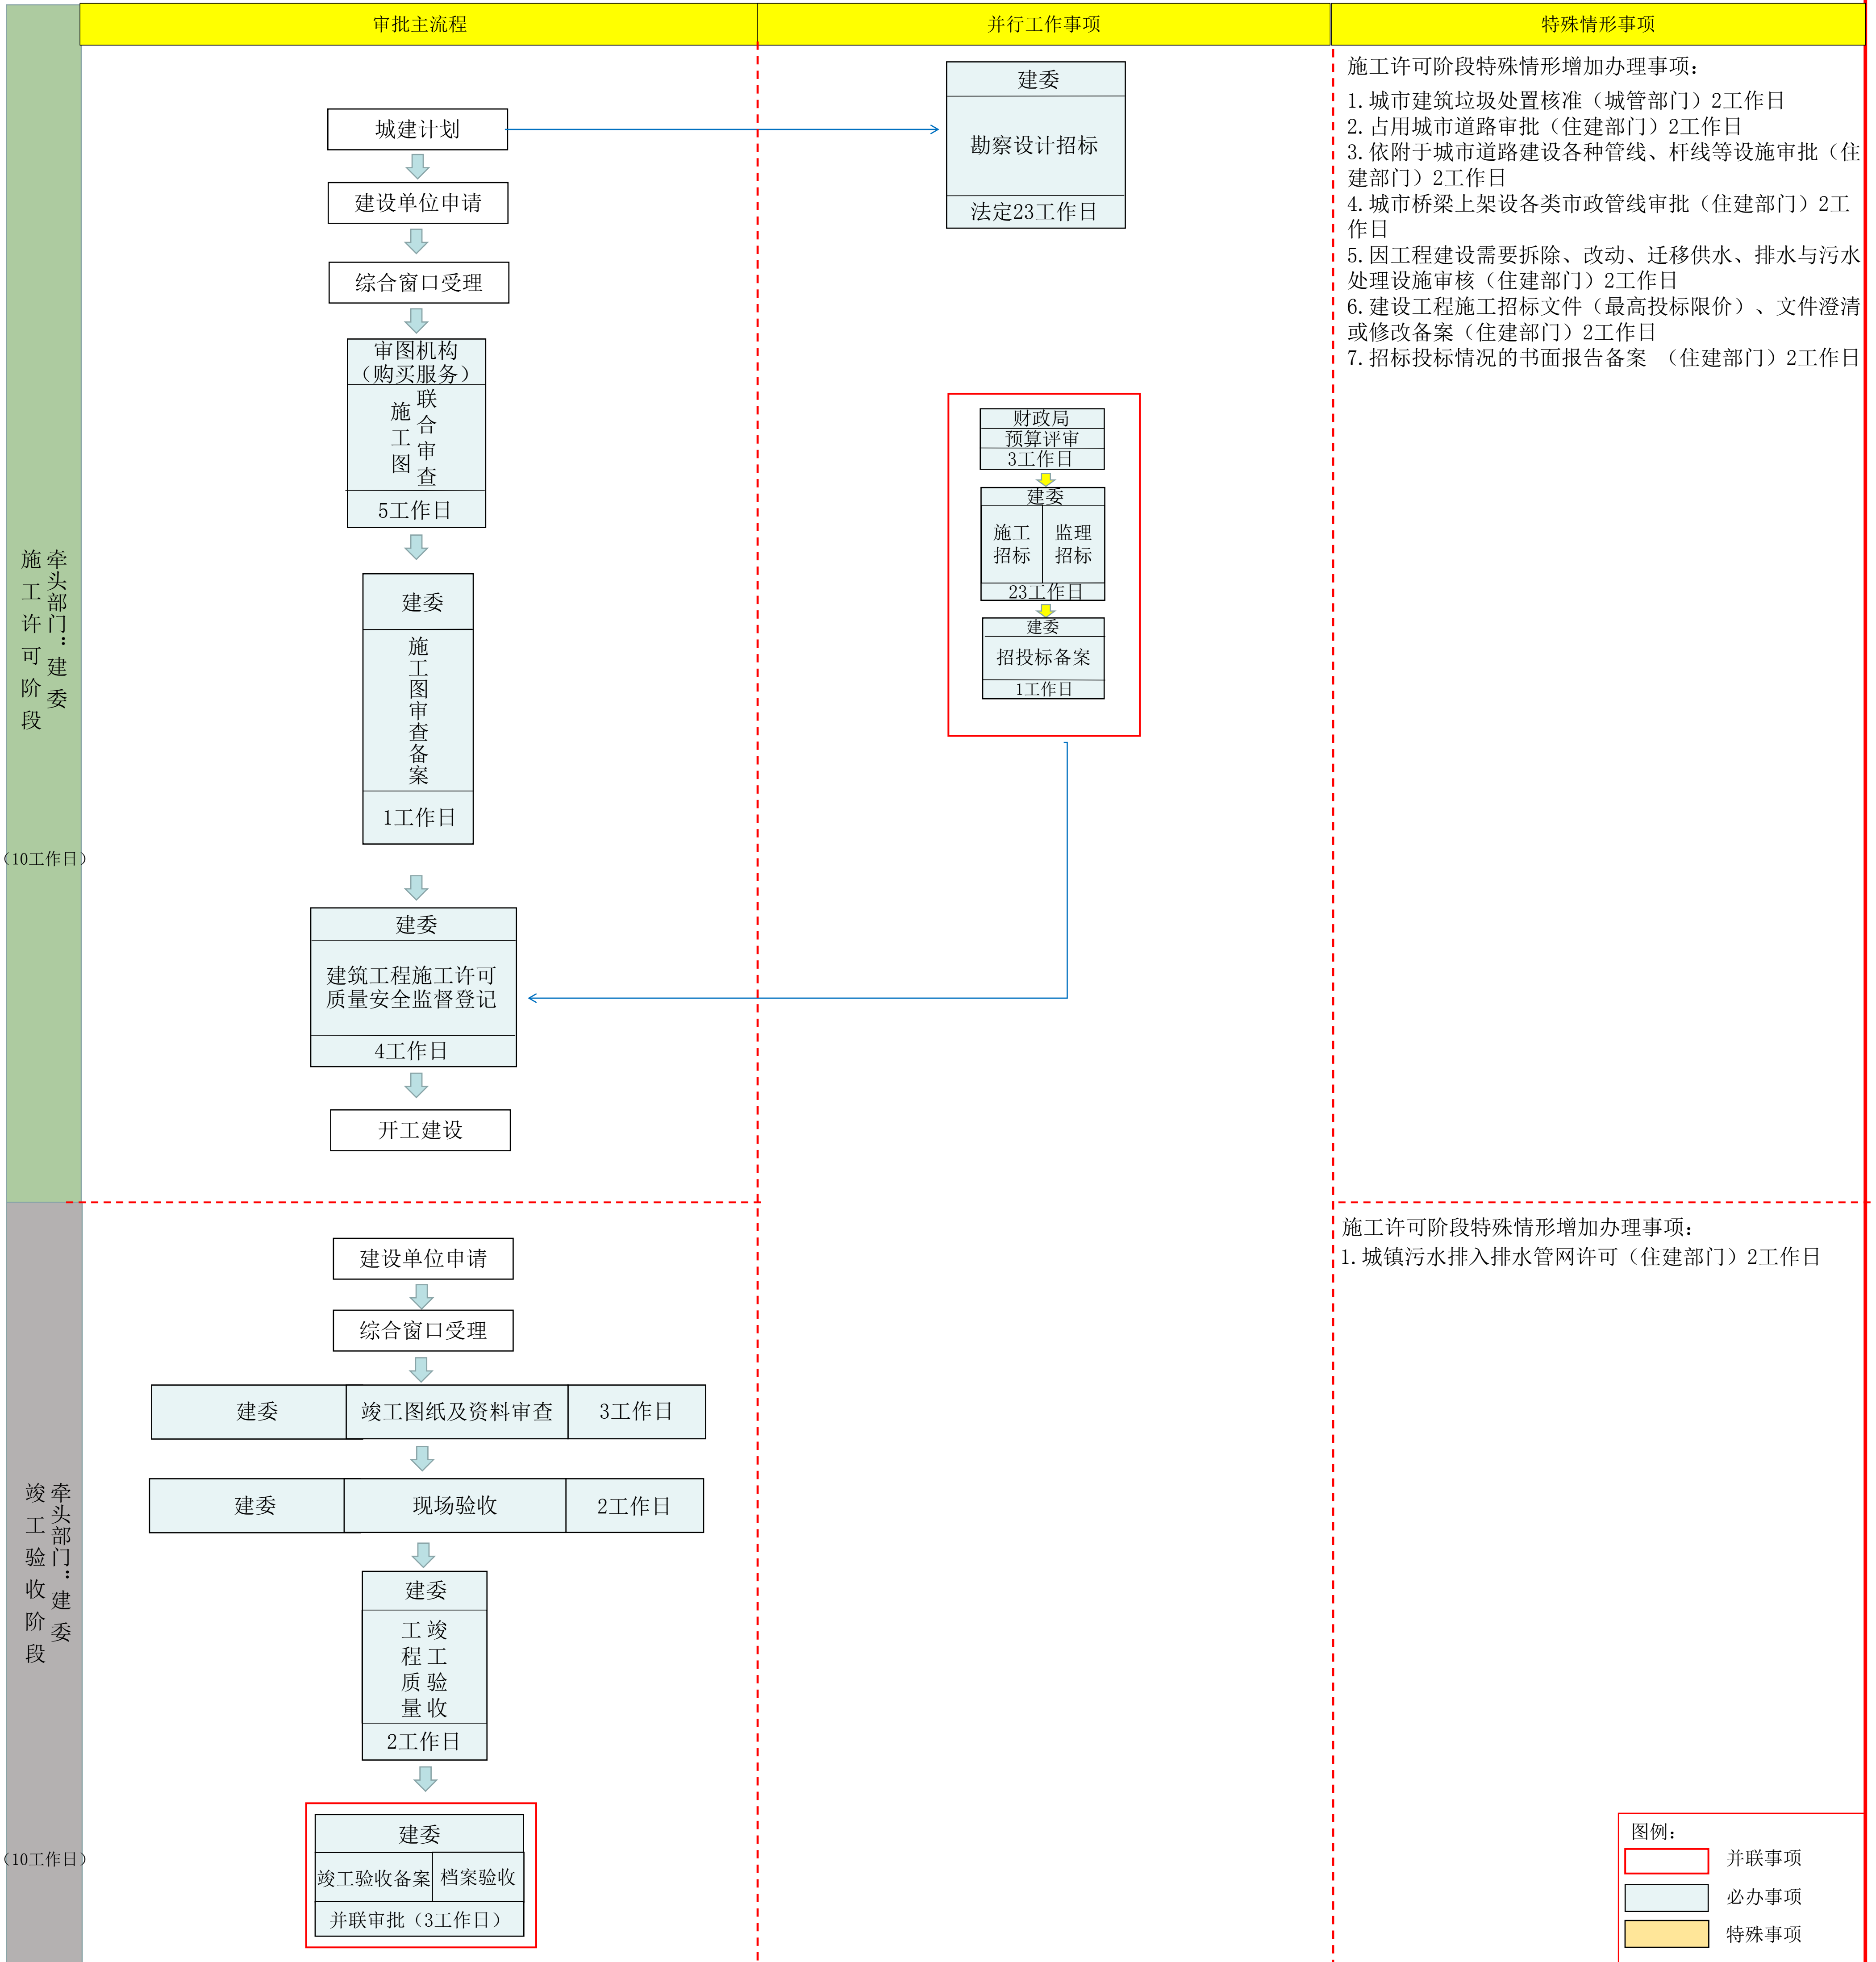 审批主流程
并行工作事项
特殊情形事项
施工许可阶段
牵头部门：建委
（10工作日）
城建计划
建设单位申请
综合窗口受理
审图机构
（购买服务）
施工图
联合审查
5工作日
建委
施工图审查备案
1工作日
建委
建筑工程施工许可
质量安全监督登记
4工作日
开工建设
建委
勘察设计招标
法定23工作日
财政局
预算评审
3工作日
建委
施工
招标
监理
招标
23工作日
建委
招投标备案
1工作日
施工许可阶段特殊情形增加办理事项：
1.城市建筑垃圾处置核准（城管部门）2工作日
2.占用城市道路审批（住建部门）2工作日
3.依附于城市道路建设各种管线、杆线等设施审批（住
建部门）2工作日
4.城市桥梁上架设各类市政管线审批（住建部门）2工
作日
5.因工程建设需要拆除、改动、迁移供水、排水与污水
处理设施审核（住建部门）2工作日
6.建设工程施工招标文件（最高投标限价）、文件澄清
或修改备案（住建部门）2工作日
7.招标投标情况的书面报告备案 （住建部门）2工作日
竣工验收阶段
牵头部门：建委
（10工作日）
建设单位申请
综合窗口受理
建委
竣工图纸及资料审查
3工作日
建委
现场验收
2工作日
建委
工程质量
竣工验收
2工作日
建委
竣工验收备案
档案验收
并联审批（3工作日）
施工许可阶段特殊情形增加办理事项：
1.城镇污水排入排水管网许可（住建部门）2工作日
图例：
并联事项
必办事项
特殊事项